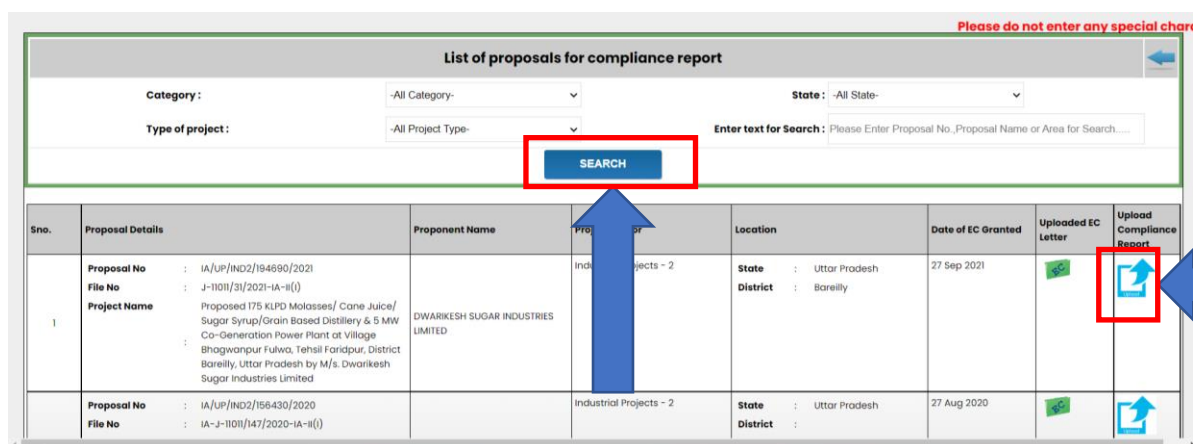 Please do not enter any special char
List of proposals for compliance report
Category : -All Category- State : -All State-
Type of project : -All Project Type- Enter text for Search : Please Enter Proposal No.,Proposal Name or Area for Search.....
SEARCH
Sno. Proposal Details Proponent Name Location Date of EC Granted Uploaded EC Letter Upload Compliance Report
1
Proposal No : IA/UP/IND2/194690/2021
File No : J-11011/31/2021-IA-II(I)
Project Name : Proposed 175 KLPD Molasses/ Cane Juice/
Sugar Syrup/Grain Based Distillery & 5 MW
Co-Generation Power Plant at Village
Bhagwanpur Fulwa, Tehsil Faridpur, District
Bareilly, Uttar Pradesh by M/s. Dwarikesh
Sugar Industries Limited
DWARIKESH SUGAR INDUSTRIES
LIMITED
- 2
State : Uttar Pradesh
District : Bareilly
27 Sep 2021
EC
Upload
Proposal No : IA/UP/IND2/156430/2020
File No : IA-J-11011/147/2020-IA-II(I)
Industrial Projects - 2
State : Uttar Pradesh
District :
27 Aug 2020
EC
Upload